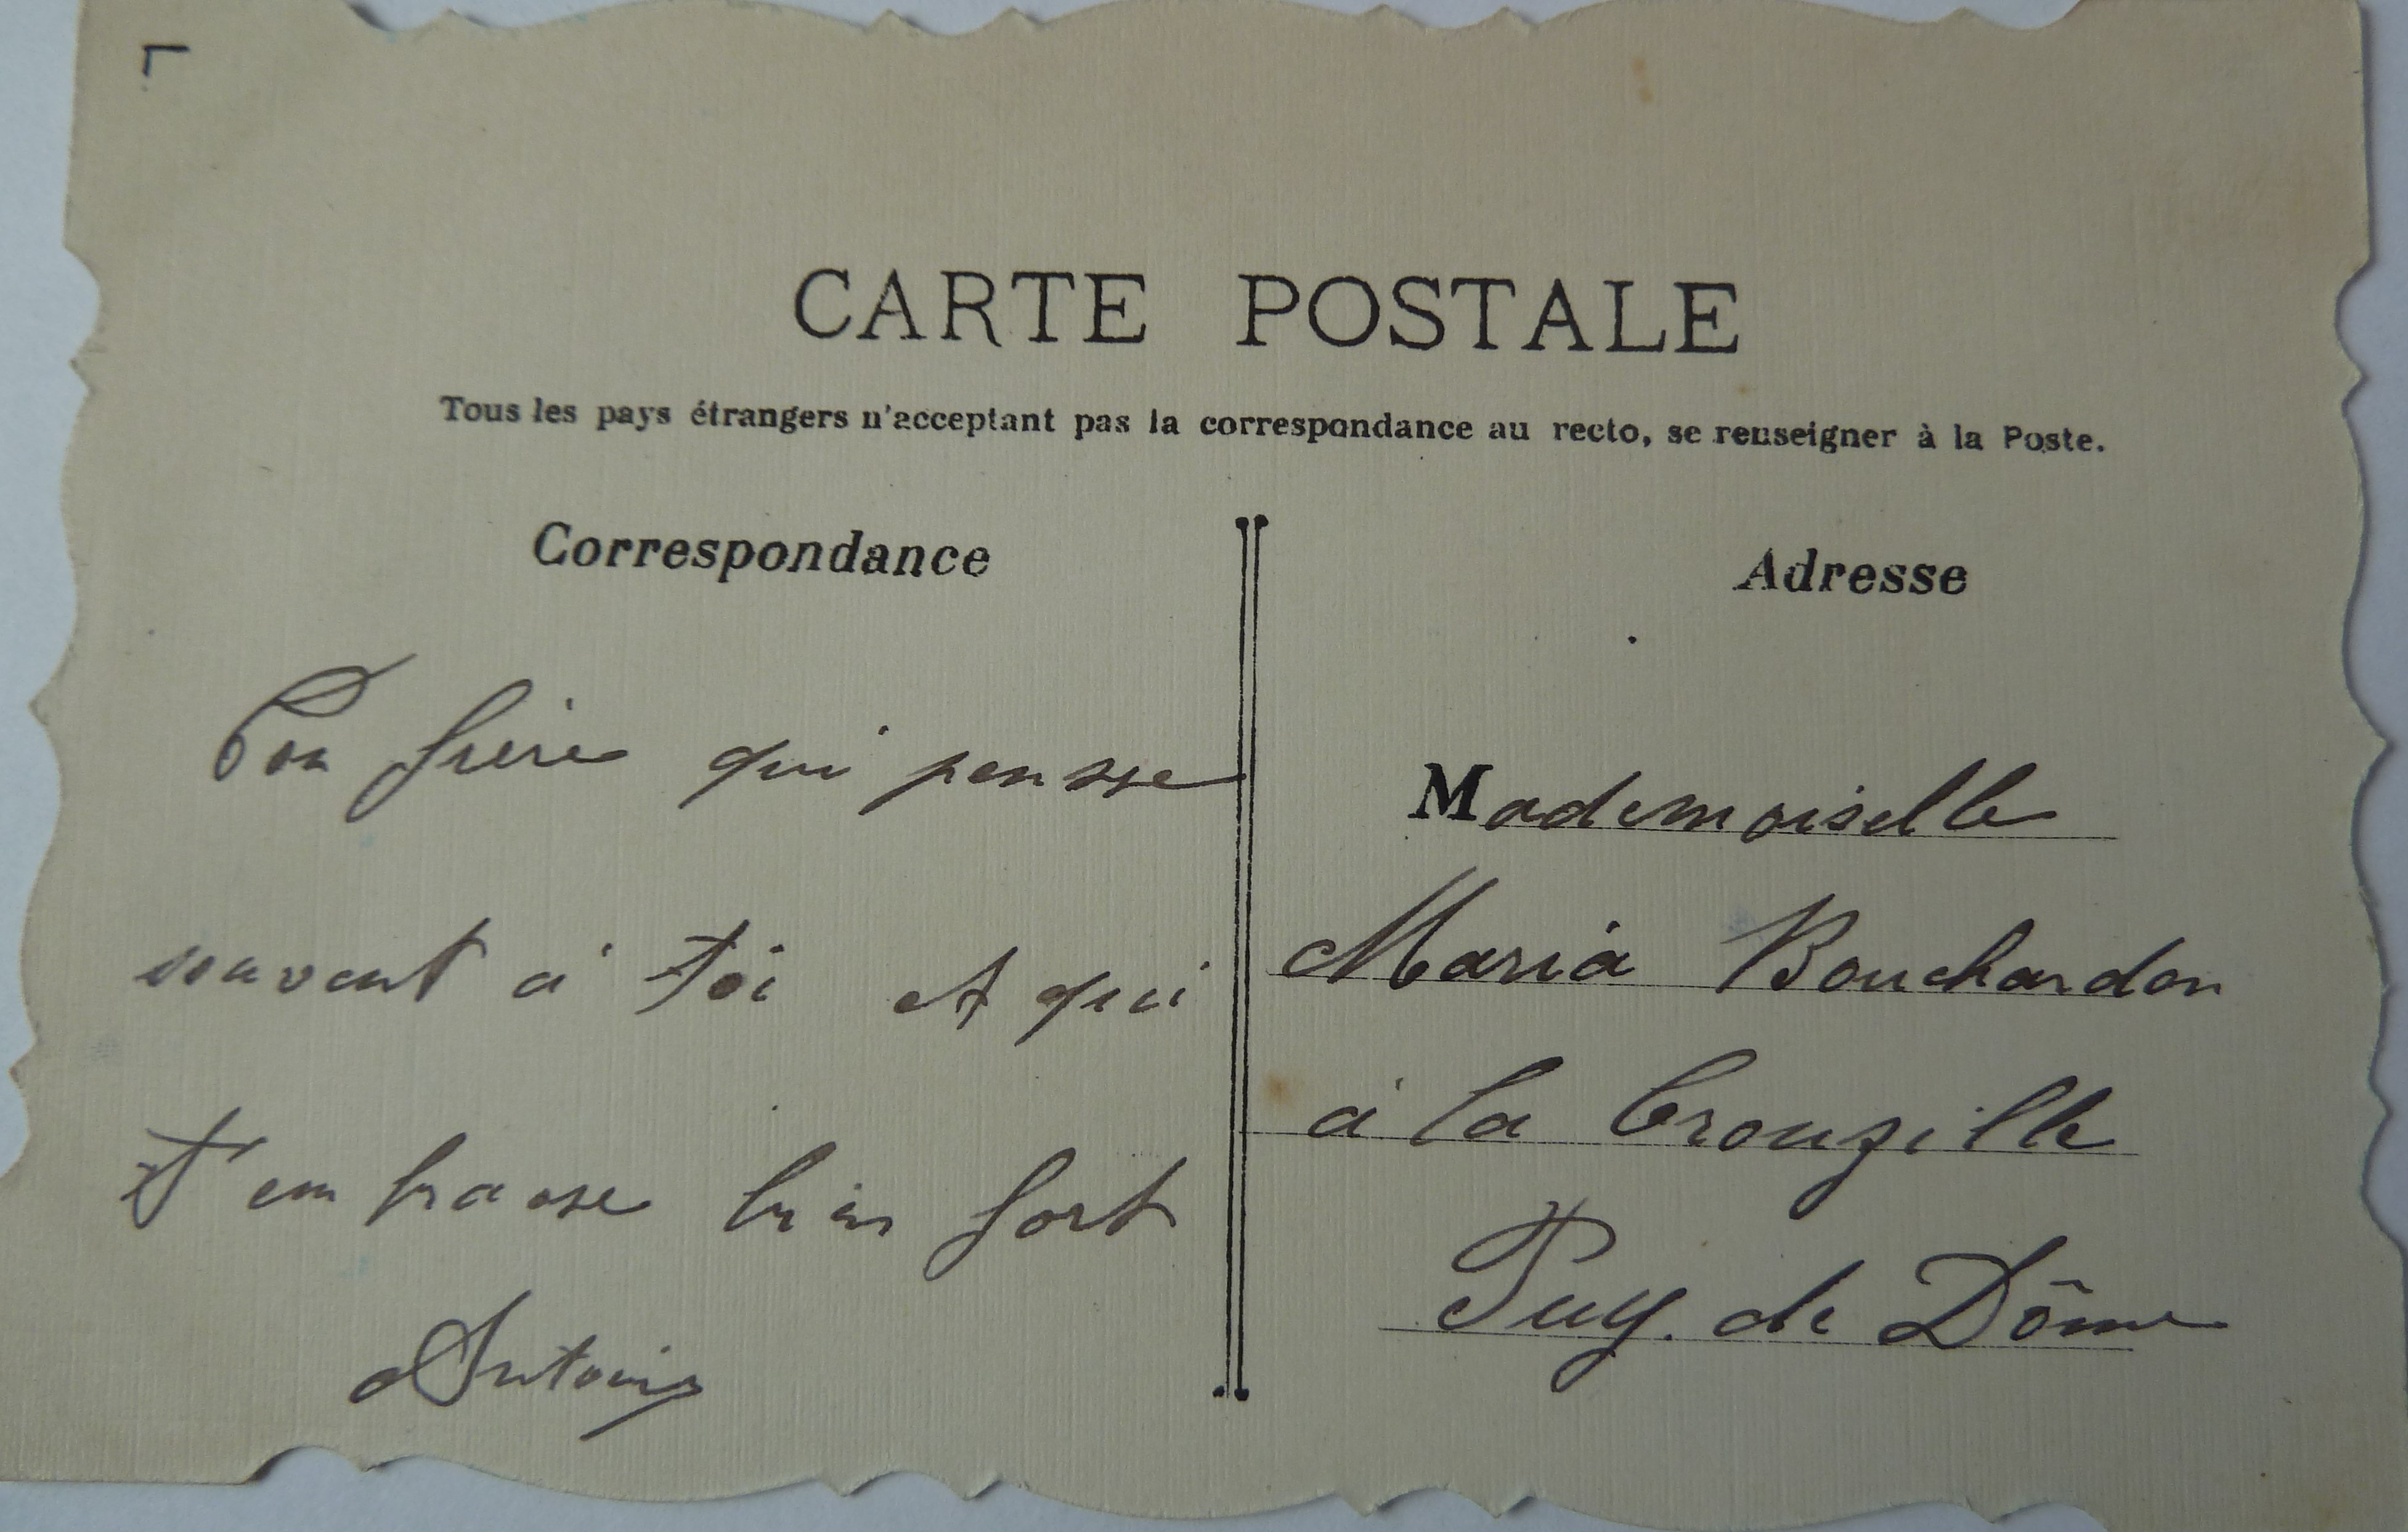 CARTE POSTALE
Tous les pays étrangers n'acceptant pas la correspondance au recto, se renseigner à la Poste.
Correspondance
Ton frère qui pensse
souvent à toi et qui
t'embrasse bien fort
Antoine
Adresse
Mademoiselle
Maria Bouchardon
à la Crouzille
Puy. de Dôme